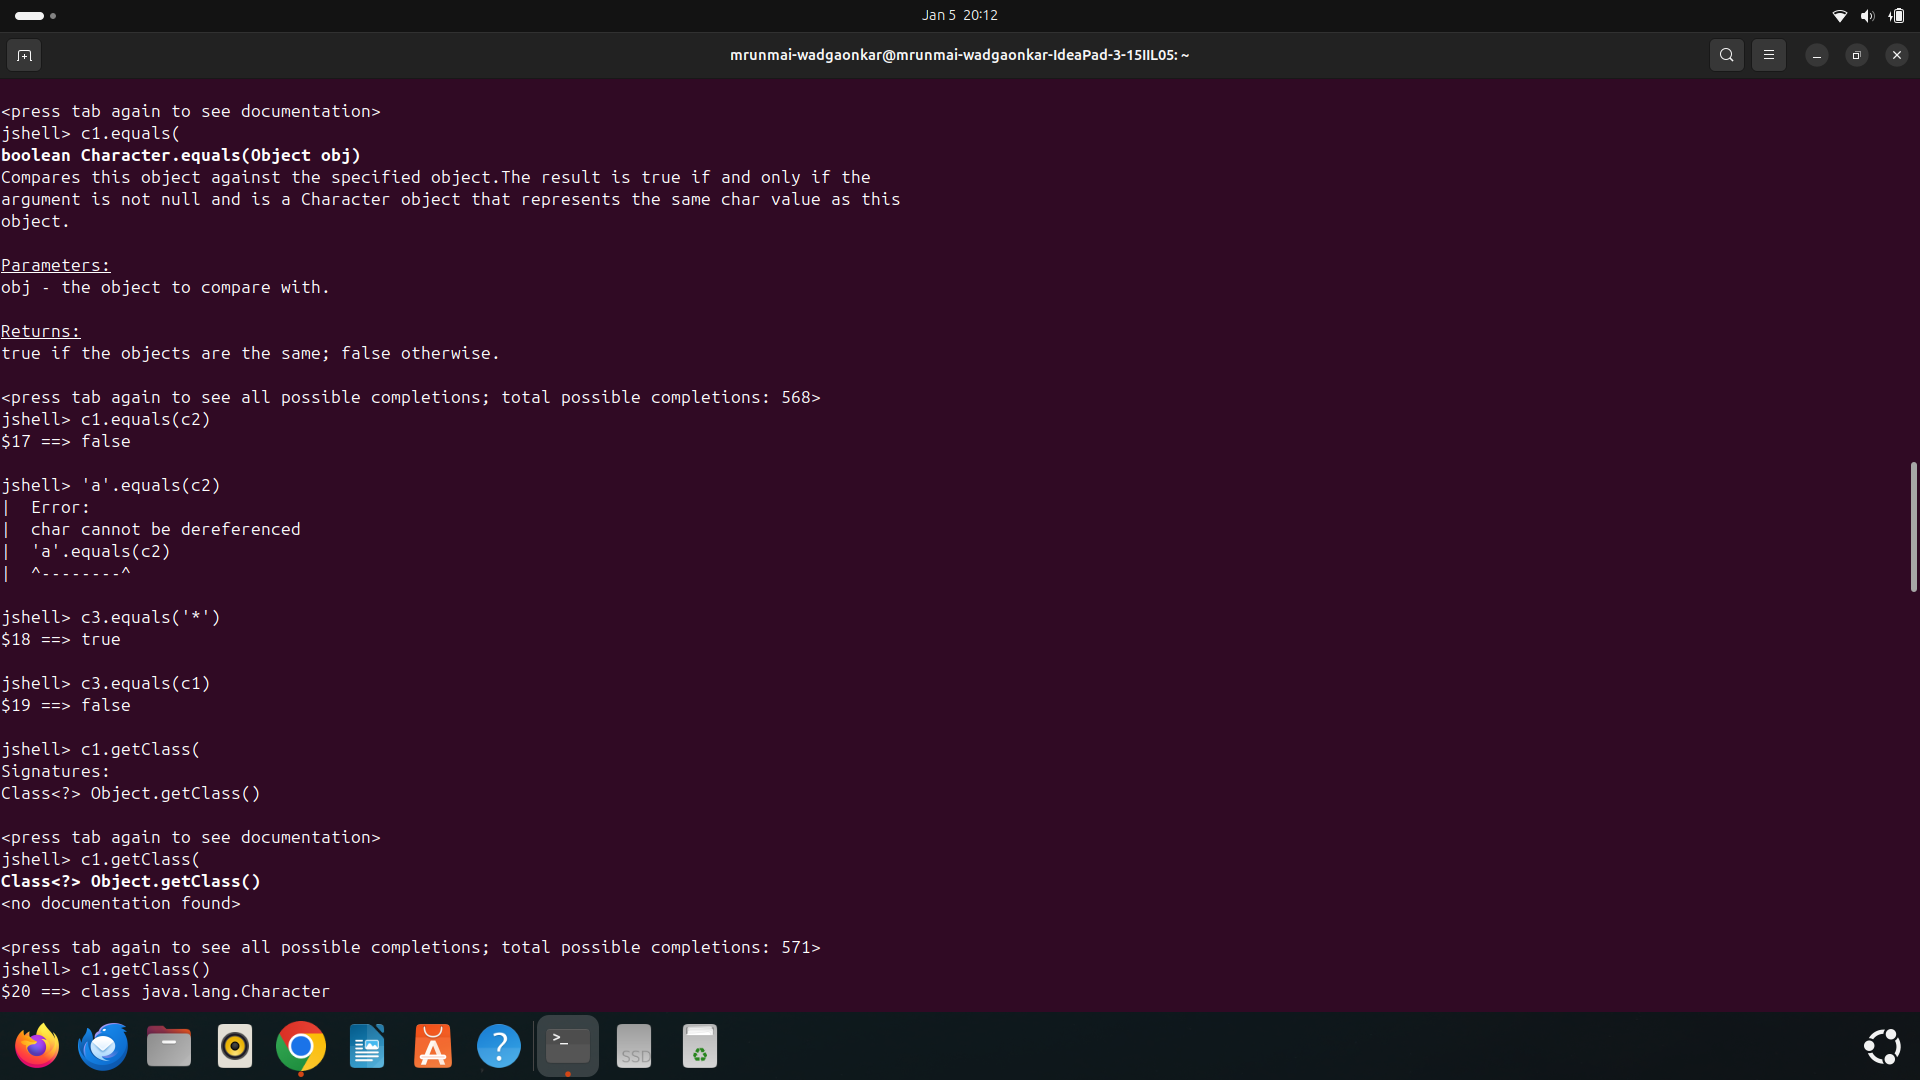 Jan 5 20:12
mrunmai-wadgaonkar@mrunmai-wadgaonkar-IdeaPad-3-15IIL05: ~
<press tab again to see documentation>
jshell> c1.equals(
boolean Character.equals(Object obj)
Compares this object against the specified object.The result is true if and only if the
argument is not null and is a Character object that represents the same char value as this
object.
Parameters:
obj - the object to compare with.
Returns:
true if the objects are the same; false otherwise.
<press tab again to see all possible completions; total possible completions: 568>
jshell> c1.equals(c2)
$17 ==> false
jshell> 'a'.equals(c2)
|  Error:
|  char cannot be dereferenced
|  'a'.equals(c2)
|  ^--------^
jshell> c3.equals('*')
$18 ==> true
jshell> c3.equals(c1)
$19 ==> false
jshell> c1.getClass(
Signatures:
Class<?> Object.getClass()
<press tab again to see documentation>
jshell> c1.getClass(
Class<?> Object.getClass()
<no documentation found>
<press tab again to see all possible completions; total possible completions: 571>
jshell> c1.getClass()
$20 ==> class java.lang.Character
SSD